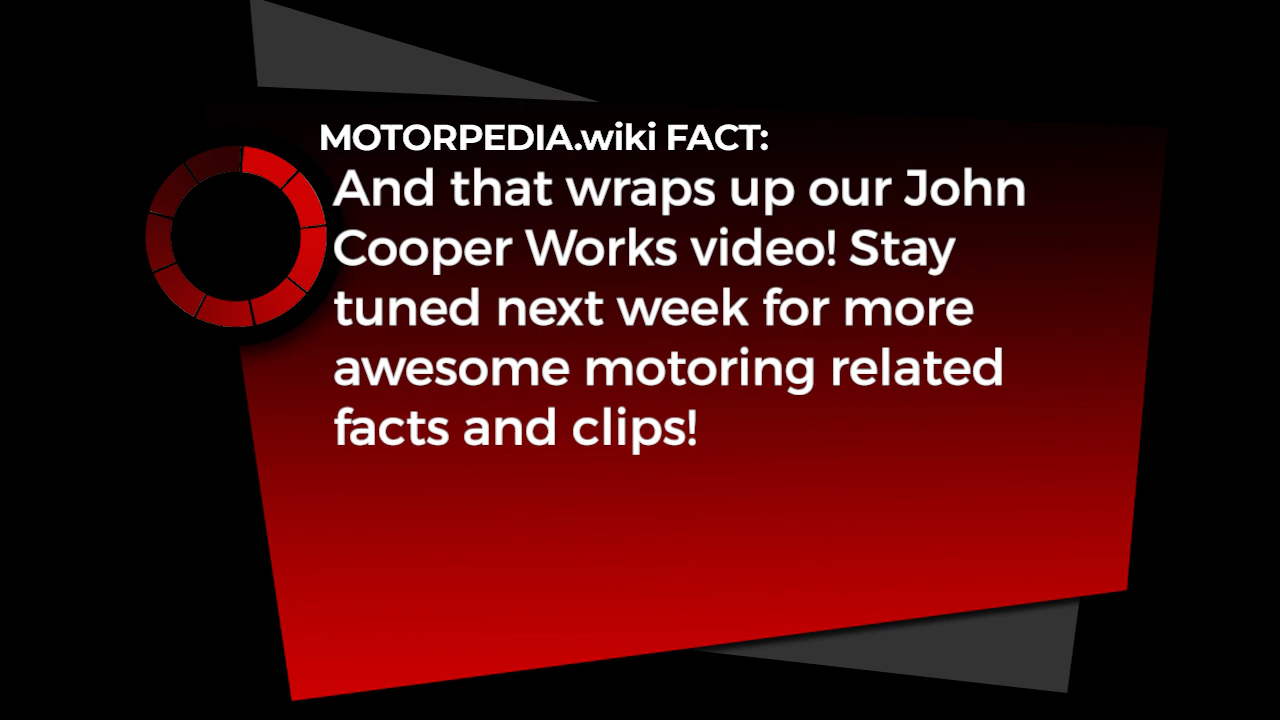 MOTORPEDIA.wiki FACT:
And that wraps up our John
Cooper Works video! Stay
tuned next week for more
awesome motoring related
facts and clips!